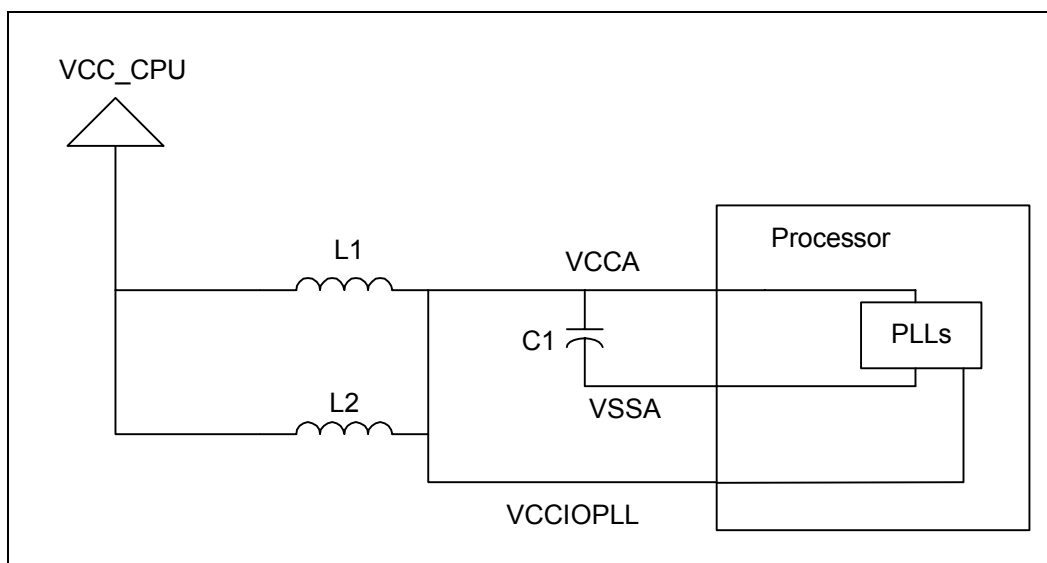 VCC_CPU
L1
VCCA
Processor
C1
PLLs
L2
VSSA
VCCIOPLL